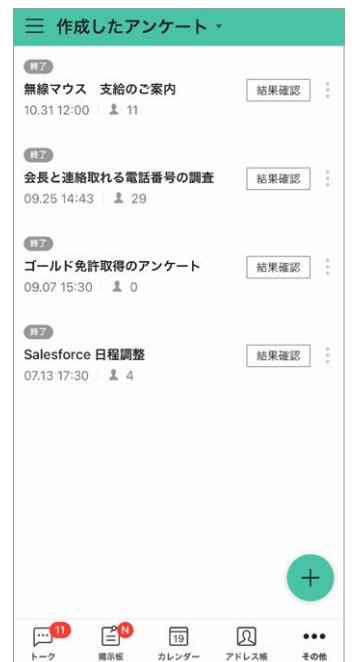 作成したアンケート
終了
無線マウス 支給のご案内
10.31 12:00 11
結果確認
終了
会長と連絡取れる電話番号の調査
09.25 14:43 29
結果確認
終了
ゴールド免許取得のアンケート
09.07 15:30 0
結果確認
終了
Salesforce 日程調整
07.13 17:30 4
結果確認
+
11
N
19
トーク
掲示板
カレンダー
アドレス帳
その他